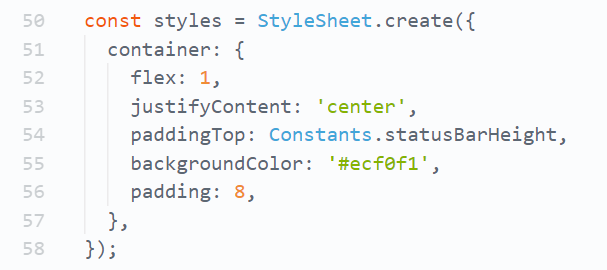 50 const styles = StyleSheet.create({
51   container: {
52     flex: 1,
53     justifyContent: 'center',
54     paddingTop: Constants.statusBarHeight,
55     backgroundColor: '#ecf0f1',
56     padding: 8,
57   },
58 });